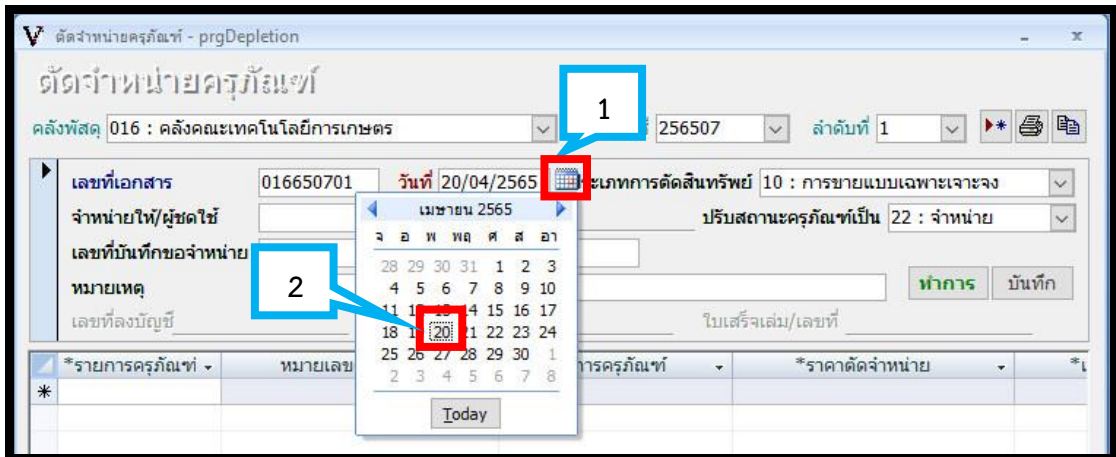 ตัดจำหน่ายครุภัณฑ์ - prgDepletion
ตัดจำหน่ายครุภัณฑ์
คลังพัสดุ 016 : คลังคณะเทคโนโลยีการเกษตร 256507 ลำดับที่ 1
1
เลขที่เอกสาร 016650701 วันที่ 20/04/2565 ประเภทการตัดสินทรัพย์ 10 : การขายแบบเฉพาะเจาะจง
จำหน่ายให้/ผู้ชดใช้ ปรับสถานะครุภัณฑ์เป็น 22 : จำหน่าย
เลขที่บันทึกขอจำหน่าย
หมายเหตุ ทำการ บันทึก
เลขที่ลงบัญชี ใบเสร็จเล่ม/เลขที่
เมษายน 2565
จ อ พ พฤ ศ ส อา
28 29 30 31 1 2 3
4 5 6 7 8 9 10
11 14 15 16 17
18 20 21 22 23 24
25 26 27 28 29 30 1
2 3 4 5 6 7 8
Today
2
*รายการครุภัณฑ์ หมายเลข ครุภัณฑ์ *ราคาตัดจำหน่าย